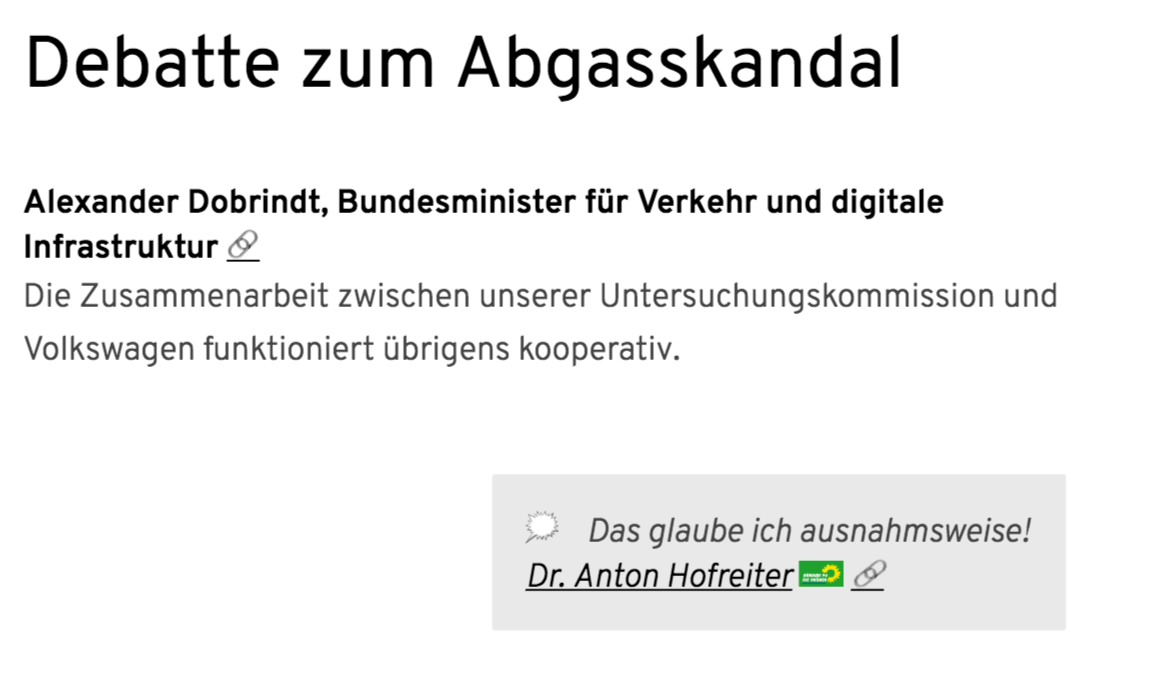 Debatte zum Abgasskandal
Alexander Dobrindt, Bundesminister für Verkehr und digitale
Infrastruktur
Die Zusammenarbeit zwischen unserer Untersuchungskommission und
Volkswagen funktioniert übrigens kooperativ.
Das glaube ich ausnahmsweise!
Dr. Anton Hofreiter